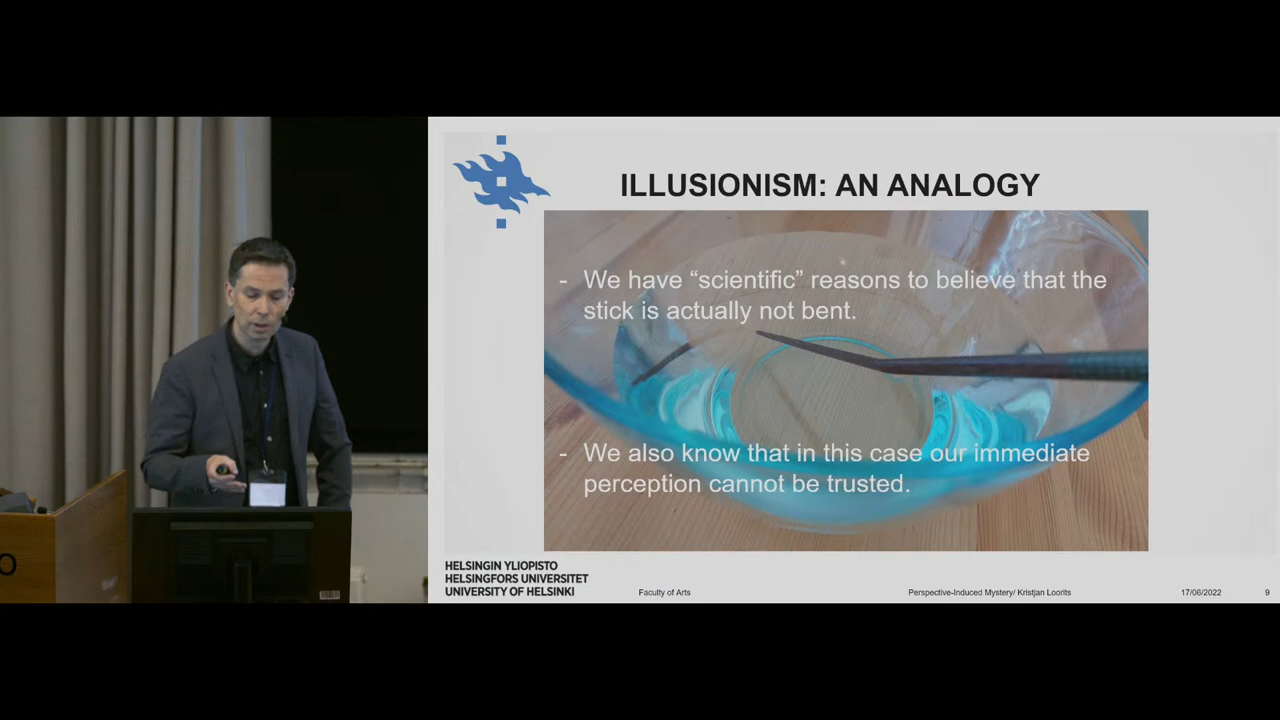 ILLUSIONISM: AN ANALOGY
- We have “scientific” reasons to believe that the
stick is actually not bent.
- We also know that in this case our immediate
perception cannot be trusted.
HELSINGIN YLIOPISTO
HELSINGFORS UNIVERSITET
UNIVERSITY OF HELSINKI
Faculty of Arts
Perspective-Induced Mystery/ Kristjan Loorits
17/06/2022
9
O